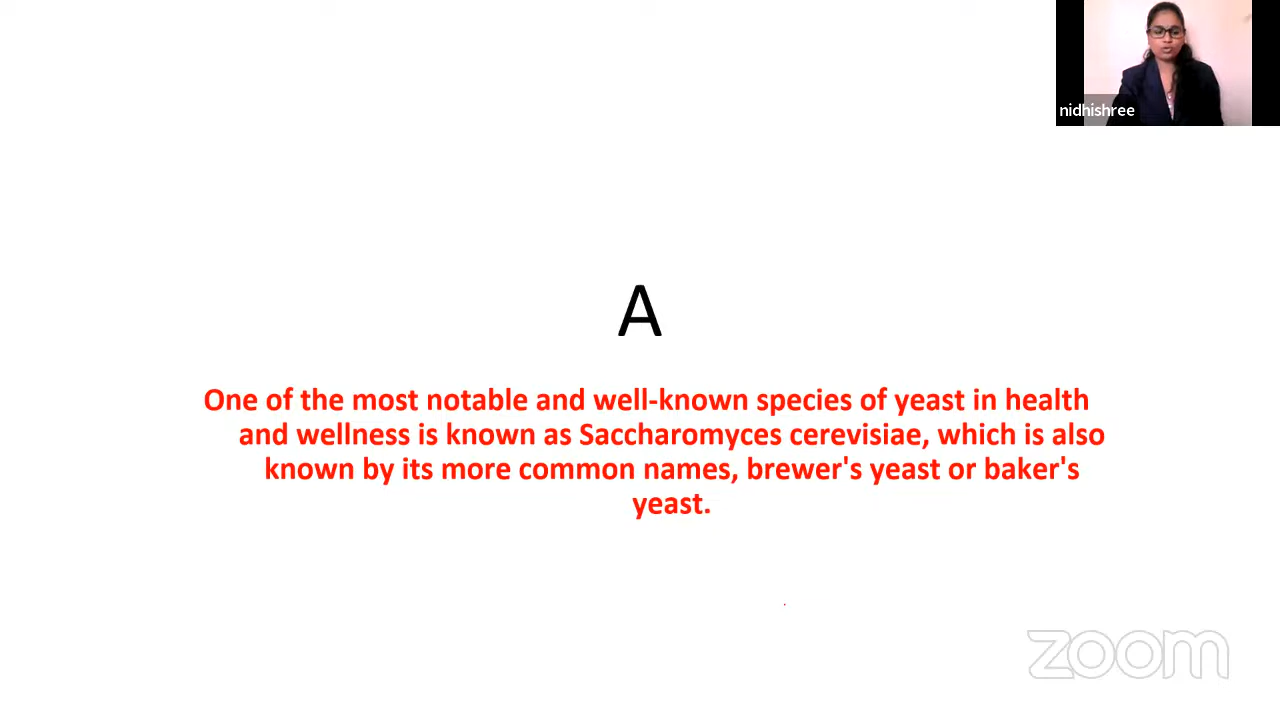 nidhishree
A
One of the most notable and well-known species of yeast in health
and wellness is known as Saccharomyces cerevisiae, which is also
known by its more common names, brewer's yeast or baker's
yeast.
zoom